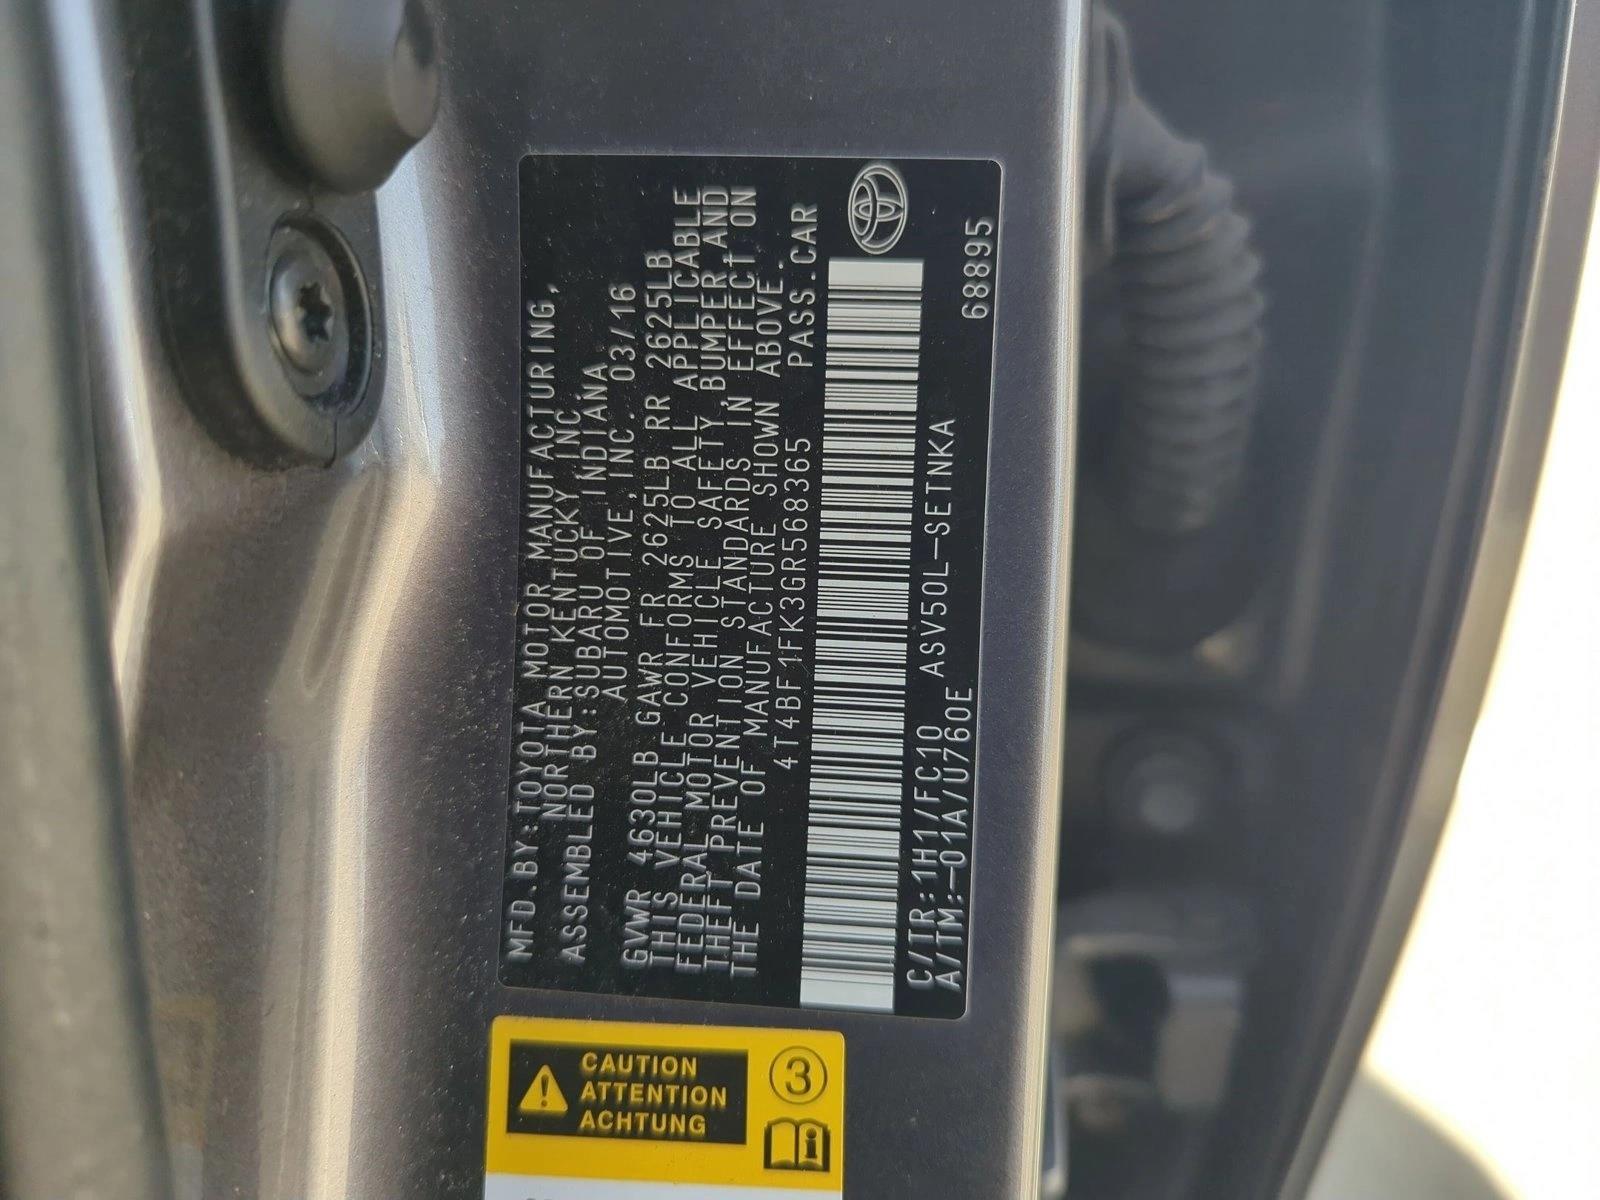 MFD.BY:TOYOTA MOTOR MANUFACTURING,
NORTHERN KENTUCKY INC.
ASSEMBLED BY:SUBARU OF INDIANA
AUTOMOTIVE,INC. 03/16
GVWR 4630LB GAWR FR 2625LB RR 2625LB
THIS VEHICLE CONFORMS TO ALL APPLICABLE
FEDERAL MOTOR VEHICLE SAFETY,BUMPER,AND
THEFT PREVENTION STANDARDS IN EFFECT ON
THE DATE OF MANUFACTURE SHOWN ABOVE.
4T4BF1FK3GR568365 PASS.CAR
C/TR:1H1/FC10 ASV50L-SETNKA 68895
A/TM:-01A/U760E
CAUTION
ATTENTION
ACHTUNG
3